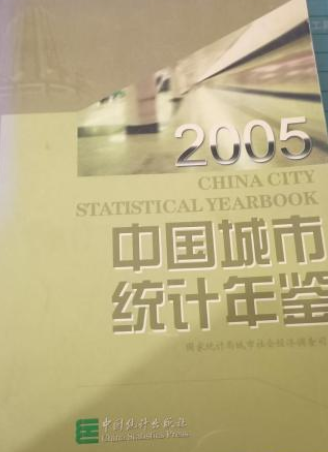 2005
CHINA CITY
STATISTICAL YEARBOOK
中国城市
统计年鉴
国家统计局城市社会经济调查司
中国统计出版社
China Statistics Press